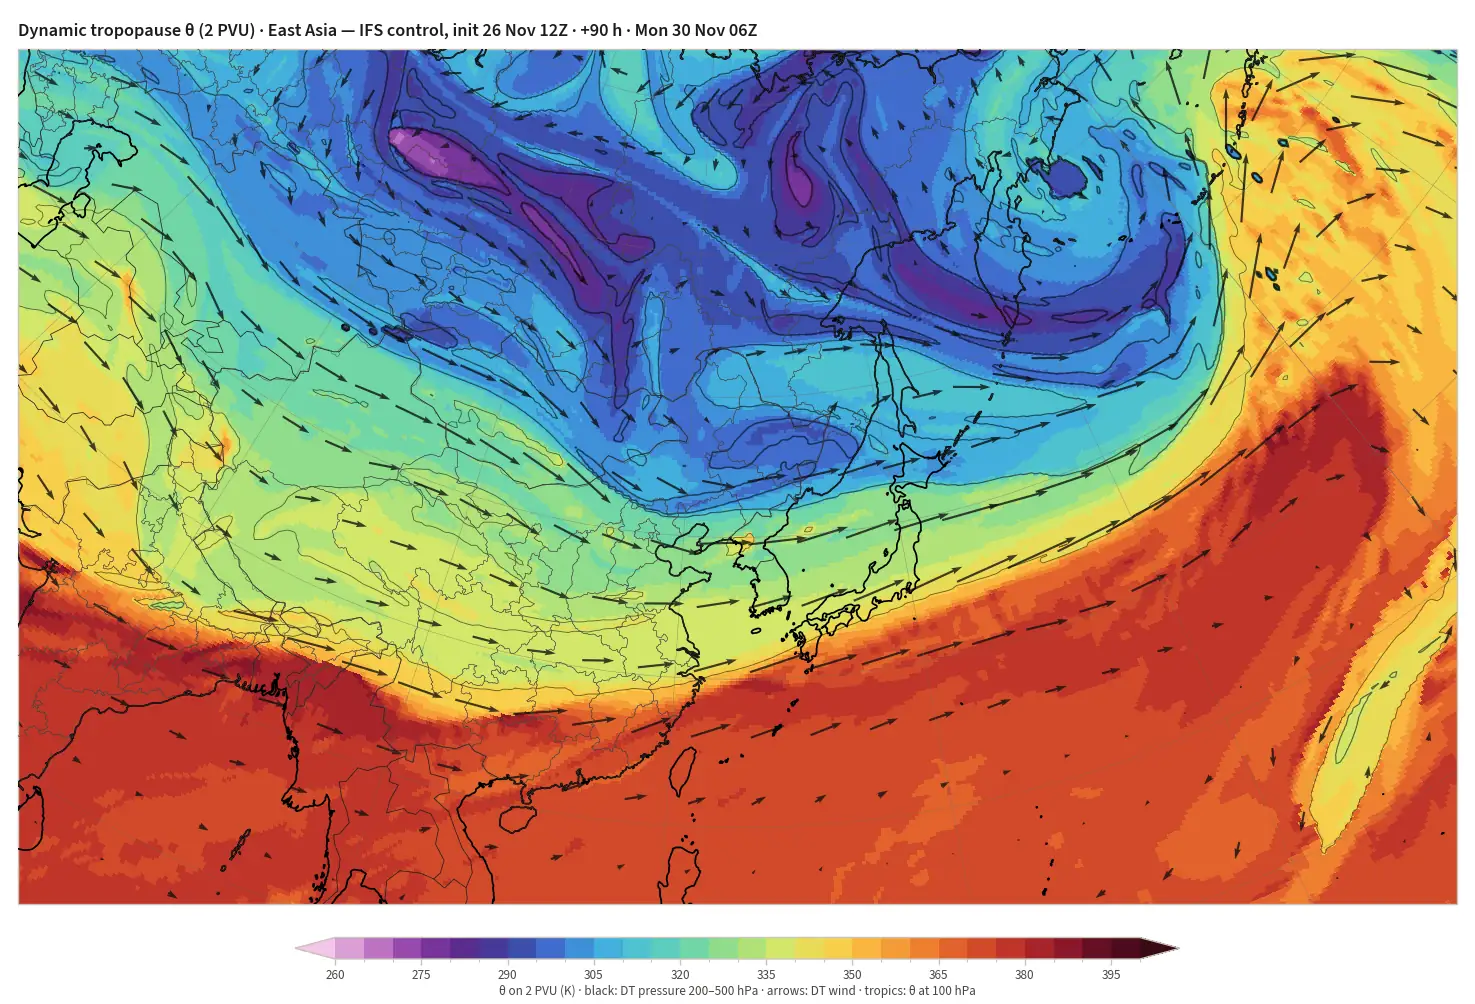 Dynamic tropopause θ (2 PVU) · East Asia — IFS control, init 26 Nov 12Z · +90 h · Mon 30 Nov 06Z
260 275 290 305 320 335 350 365 380 395
θ on 2 PVU (K) · black: DT pressure 200–500 hPa · arrows: DT wind · tropics: θ at 100 hPa